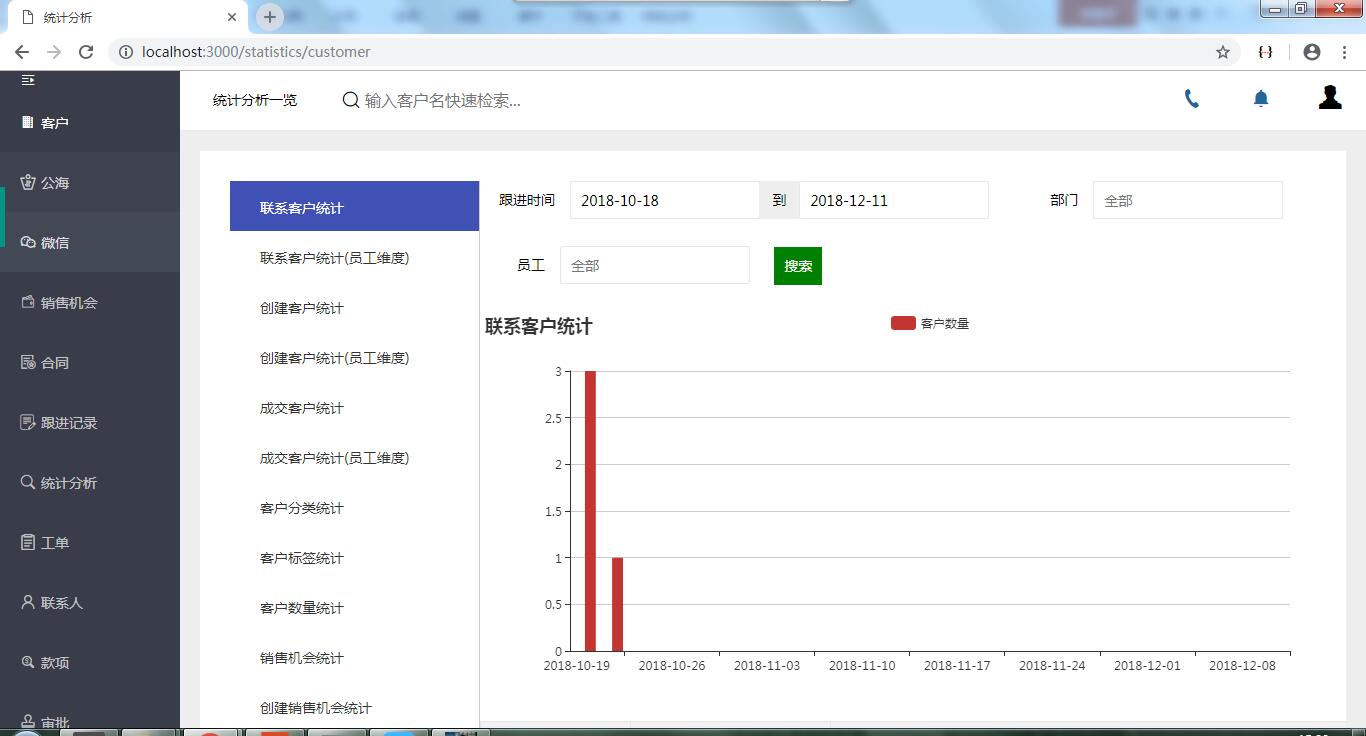 统计分析
localhost:3000/statistics/customer
客户
公海
微信
销售机会
合同
跟进记录
统计分析
工单
联系人
款项
审批
统计分析一览
输入客户名快速检索...
联系客户统计
联系客户统计(员工维度)
创建客户统计
创建客户统计(员工维度)
成交客户统计
成交客户统计(员工维度)
客户分类统计
客户标签统计
客户数量统计
销售机会统计
创建销售机会统计
跟进时间 2018-10-18 到 2018-12-11 部门 全部
员工 全部 搜索
联系客户统计 客户数量
3
2.5
2
1.5
1
0.5
0
2018-10-19 2018-10-26 2018-11-03 2018-11-10 2018-11-17 2018-11-24 2018-12-01 2018-12-08